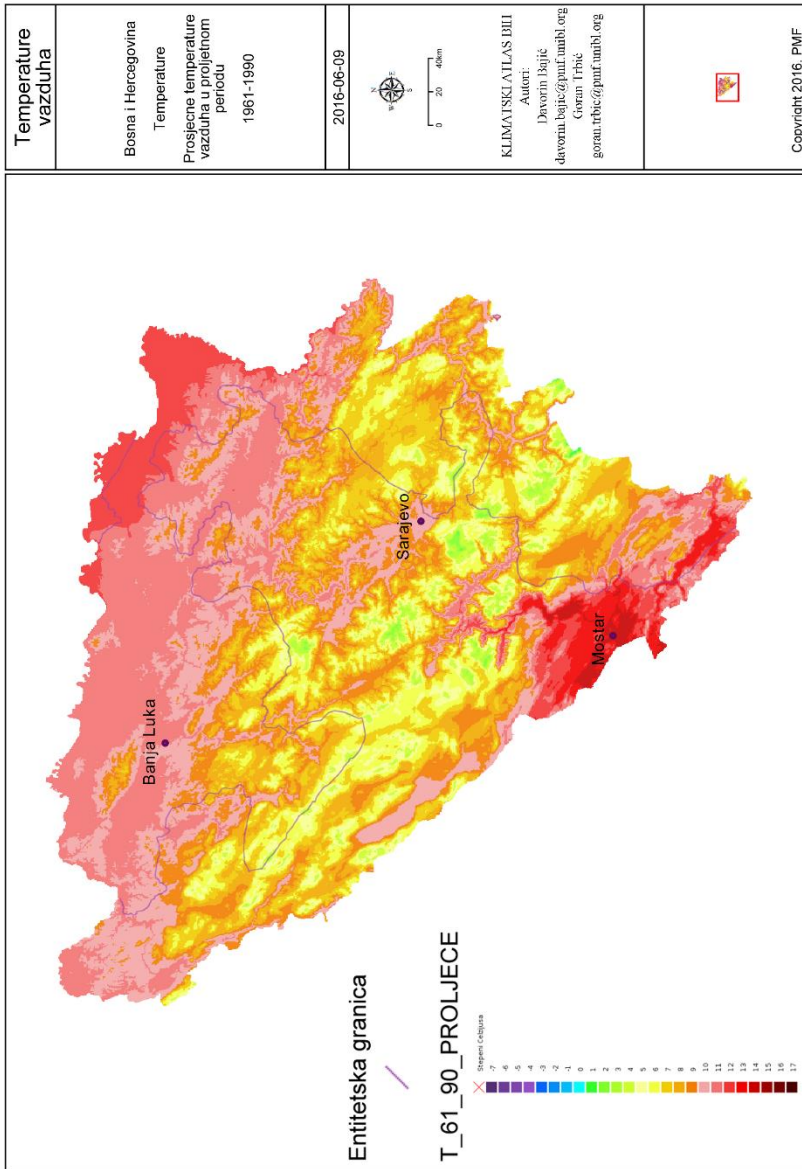 Temperature
vazduha
Bosna i Hercegovina
Temperature
Prosjecne temperature
vazduha u proljetnom
periodu
1961-1990
2016-06-09
N
W
E
S
0 20 40km
KLIMATSKI ATLAS BIH
Autori:
Davorin Bajić
davorin.bajic@pmf.unibl.org
Goran Trbić
goran.trbic@pmf.unibl.org
Copyright 2016. PMF
Banja Luka
Sarajevo
Mostar
Entitetska granica
T_61_90_PROLJECE
Stepeni Celzijusa
-7
-6
-5
-4
-3
-2
-1
0
1
2
3
4
5
6
7
8
9
10
11
12
13
14
15
16
17